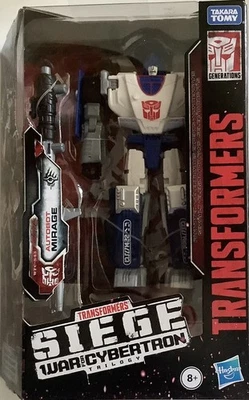 TAKARA
TOMY
GENERATIONS
TRANSFORMERS
AUTOBOT
MIRAGE
TRANSFORMERS
SIEGE
WAR FOR CYBERTRON
TRILOGY
8+
Hasbro